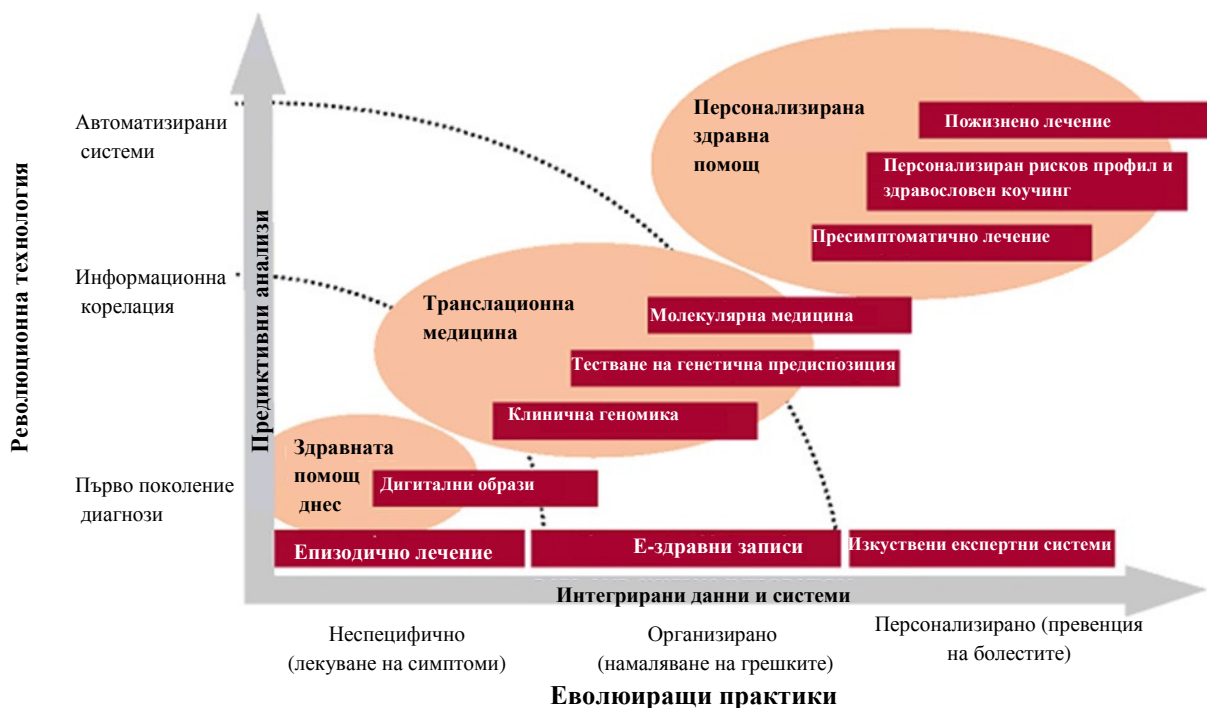 Революционна технология
Предиктивни анализи
Автоматизирани
системи
Информационна
корелация
Първо поколение
диагнози
Персонализирана
здравна
помощ
Пожизнено лечение
Персонализиран рисков профил и
здравословен коучинг
Пресимптоматично лечение
Транслационна
медицина
Молекулярна медицина
Тестване на генетична предиспозиция
Клинична геномика
Здравната
помощ
днес
Дигитални образи
Епизодично лечение
Е-здравни записи
Изкуствени експертни системи
Интегрирани данни и системи
Неспецифично
(лекуване на симптоми)
Организирано
(намаляване на грешките)
Персонализирано (превенция
на болестите)
Еволюиращи практики